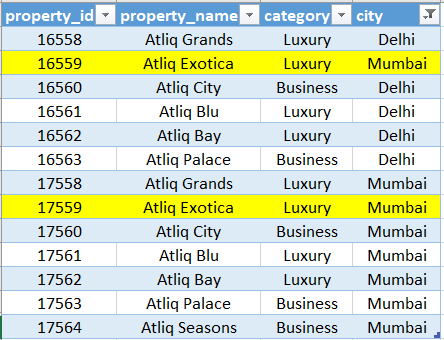 property_id property_name category city
16558 Atliq Grands Luxury Delhi
16559 Atliq Exotica Luxury Mumbai
16560 Atliq City Business Delhi
16561 Atliq Blu Luxury Delhi
16562 Atliq Bay Luxury Delhi
16563 Atliq Palace Business Delhi
17558 Atliq Grands Luxury Mumbai
17559 Atliq Exotica Luxury Mumbai
17560 Atliq City Business Mumbai
17561 Atliq Blu Luxury Mumbai
17562 Atliq Bay Luxury Mumbai
17563 Atliq Palace Business Mumbai
17564 Atliq Seasons Business Mumbai